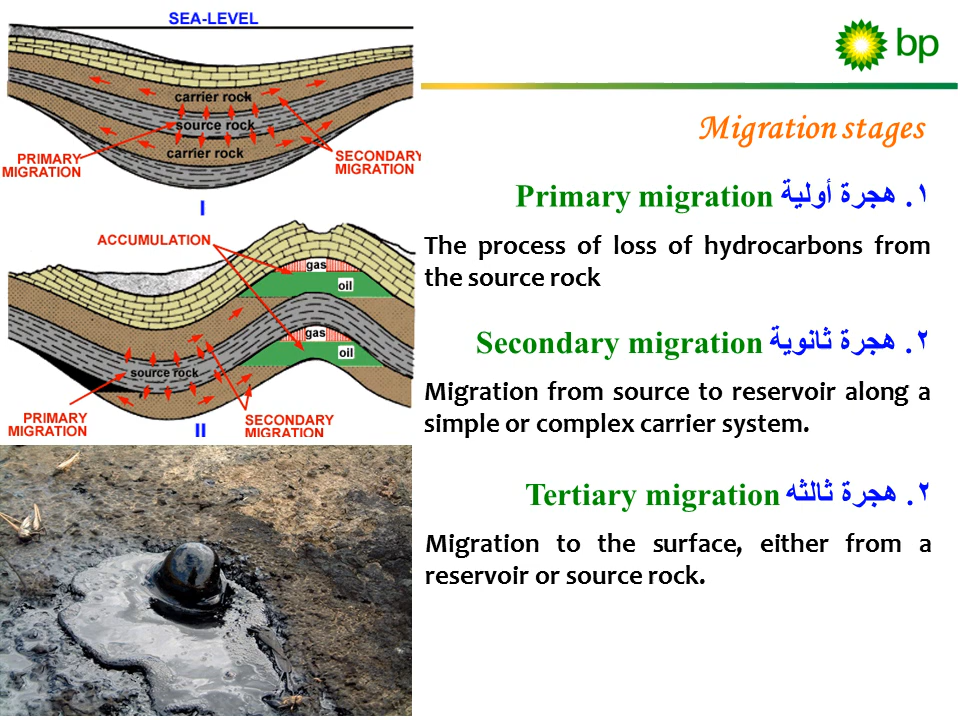 SEA-LEVEL
carrier rock
source rock
carrier rock
PRIMARY
MIGRATION
SECONDARY
MIGRATION
I
ACCUMULATION
gas
oil
gas
oil
source rock
PRIMARY
MIGRATION
SECONDARY
MIGRATION
II
bp
Migration stages
١. هجرة أولية Primary migration
The process of loss of hydrocarbons from
the source rock
٢. هجرة ثانوية Secondary migration
Migration from source to reservoir along a
simple or complex carrier system.
٢. هجرة ثالثه Tertiary migration
Migration to the surface, either from a
reservoir or source rock.